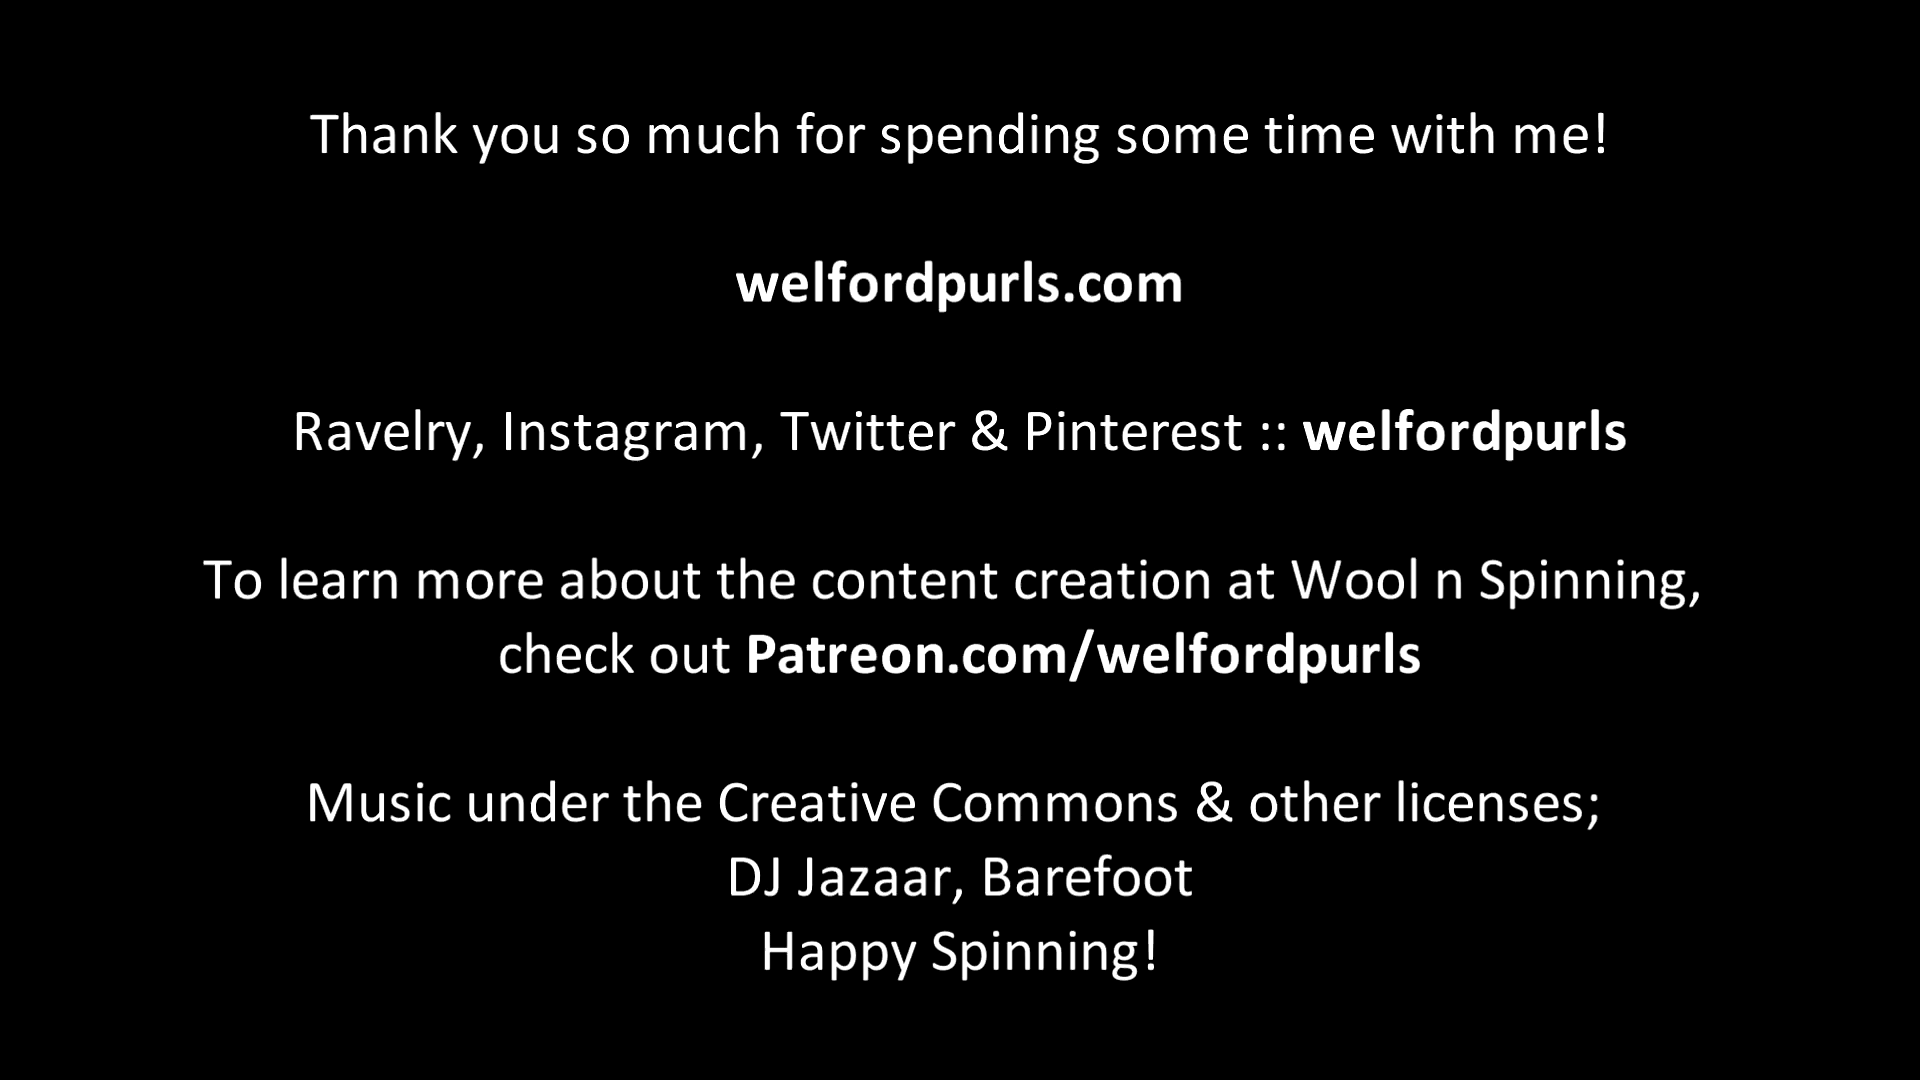 Thank you so much for spending some time with me!
welfordpurls.com
Ravelry, Instagram, Twitter & Pinterest :: welfordpurls
To learn more about the content creation at Wool n Spinning,
check out Patreon.com/welfordpurls
Music under the Creative Commons & other licenses;
DJ Jazaar, Barefoot
Happy Spinning!